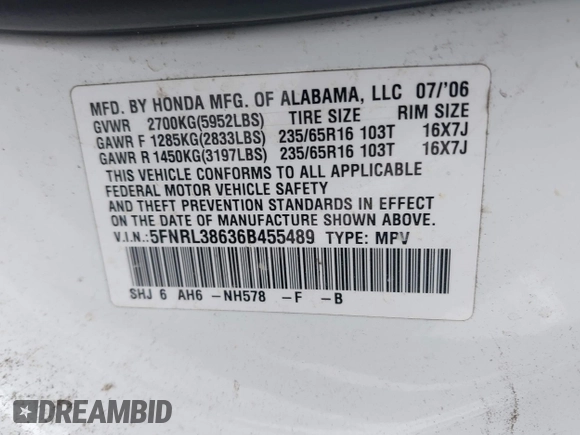 MFD. BY HONDA MFG. OF ALABAMA, LLC 07/'06
GVWR 2700KG(5952LBS) TIRE SIZE RIM SIZE
GAWR F 1285KG(2833LBS) 235/65R16 103T 16X7J
GAWR R 1450KG(3197LBS) 235/65R16 103T 16X7J
THIS VEHICLE CONFORMS TO ALL APPLICABLE
FEDERAL MOTOR VEHICLE SAFETY
AND THEFT PREVENTION STANDARDS IN EFFECT
ON THE DATE OF MANUFACTURE SHOWN ABOVE.
V.I.N.:5FNRL38636B455489 TYPE: MPV
SHJ 6 AH6 -NH578 -F -B
DREAMBID